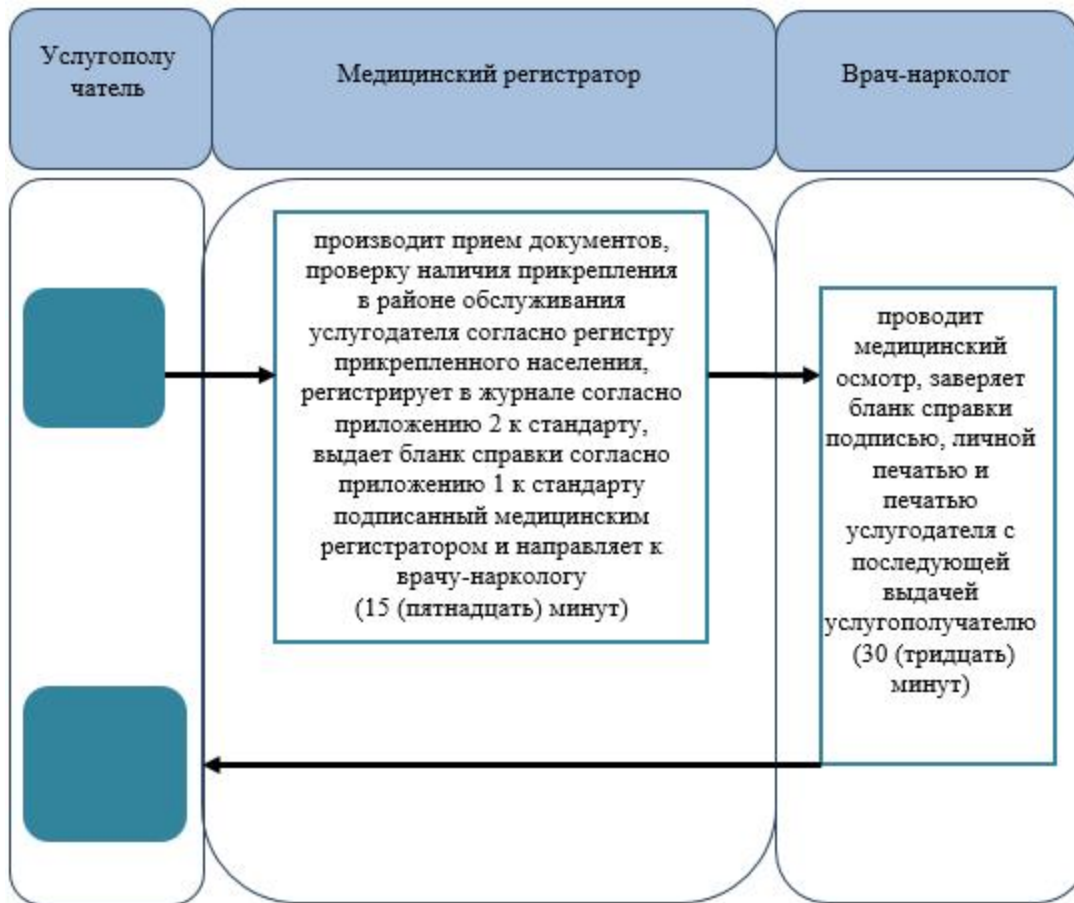 Услугополу
чатель
Медицинский регистратор
Врач-нарколог
производит прием документов,
проверку наличия прикрепления
в районе обслуживания
услугодателя согласно регистру
прикрепленного населения,
регистрирует в журнале согласно
приложению 2 к стандарту,
выдает бланк справки согласно
приложению 1 к стандарту
подписанный медицинским
регистратором и направляет к
врачу-наркологу
(15 (пятнадцать) минут)
проводит
медицинский
осмотр, заверяет
бланк справки
подписью, личной
печатью и
печатью
услугодателя с
последующей
выдачей
услугополучателю
(30 (тридцать)
минут)